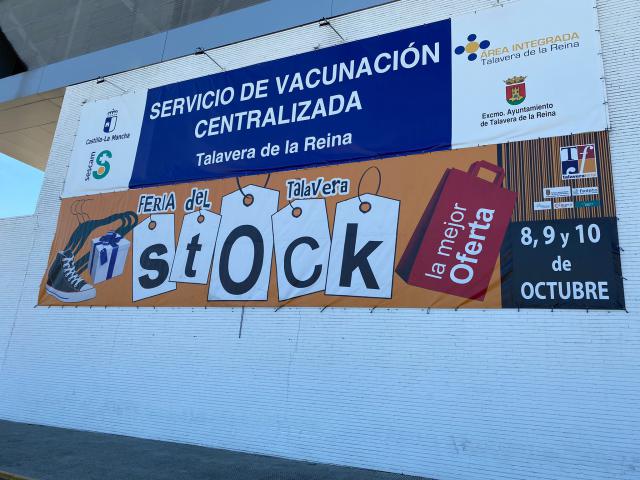 SERVICIO DE VACUNACIÓN
CENTRALIZADA
Talavera de la Reina
Castilla-La Mancha
sescam
ÁREA INTEGRADA
Talavera de la Reina
Excmo. Ayuntamiento
de Talavera de la Reina
FERIA DEL
stock
Talavera
la mejor
Oferta
8, 9 y 10
de
OCTUBRE